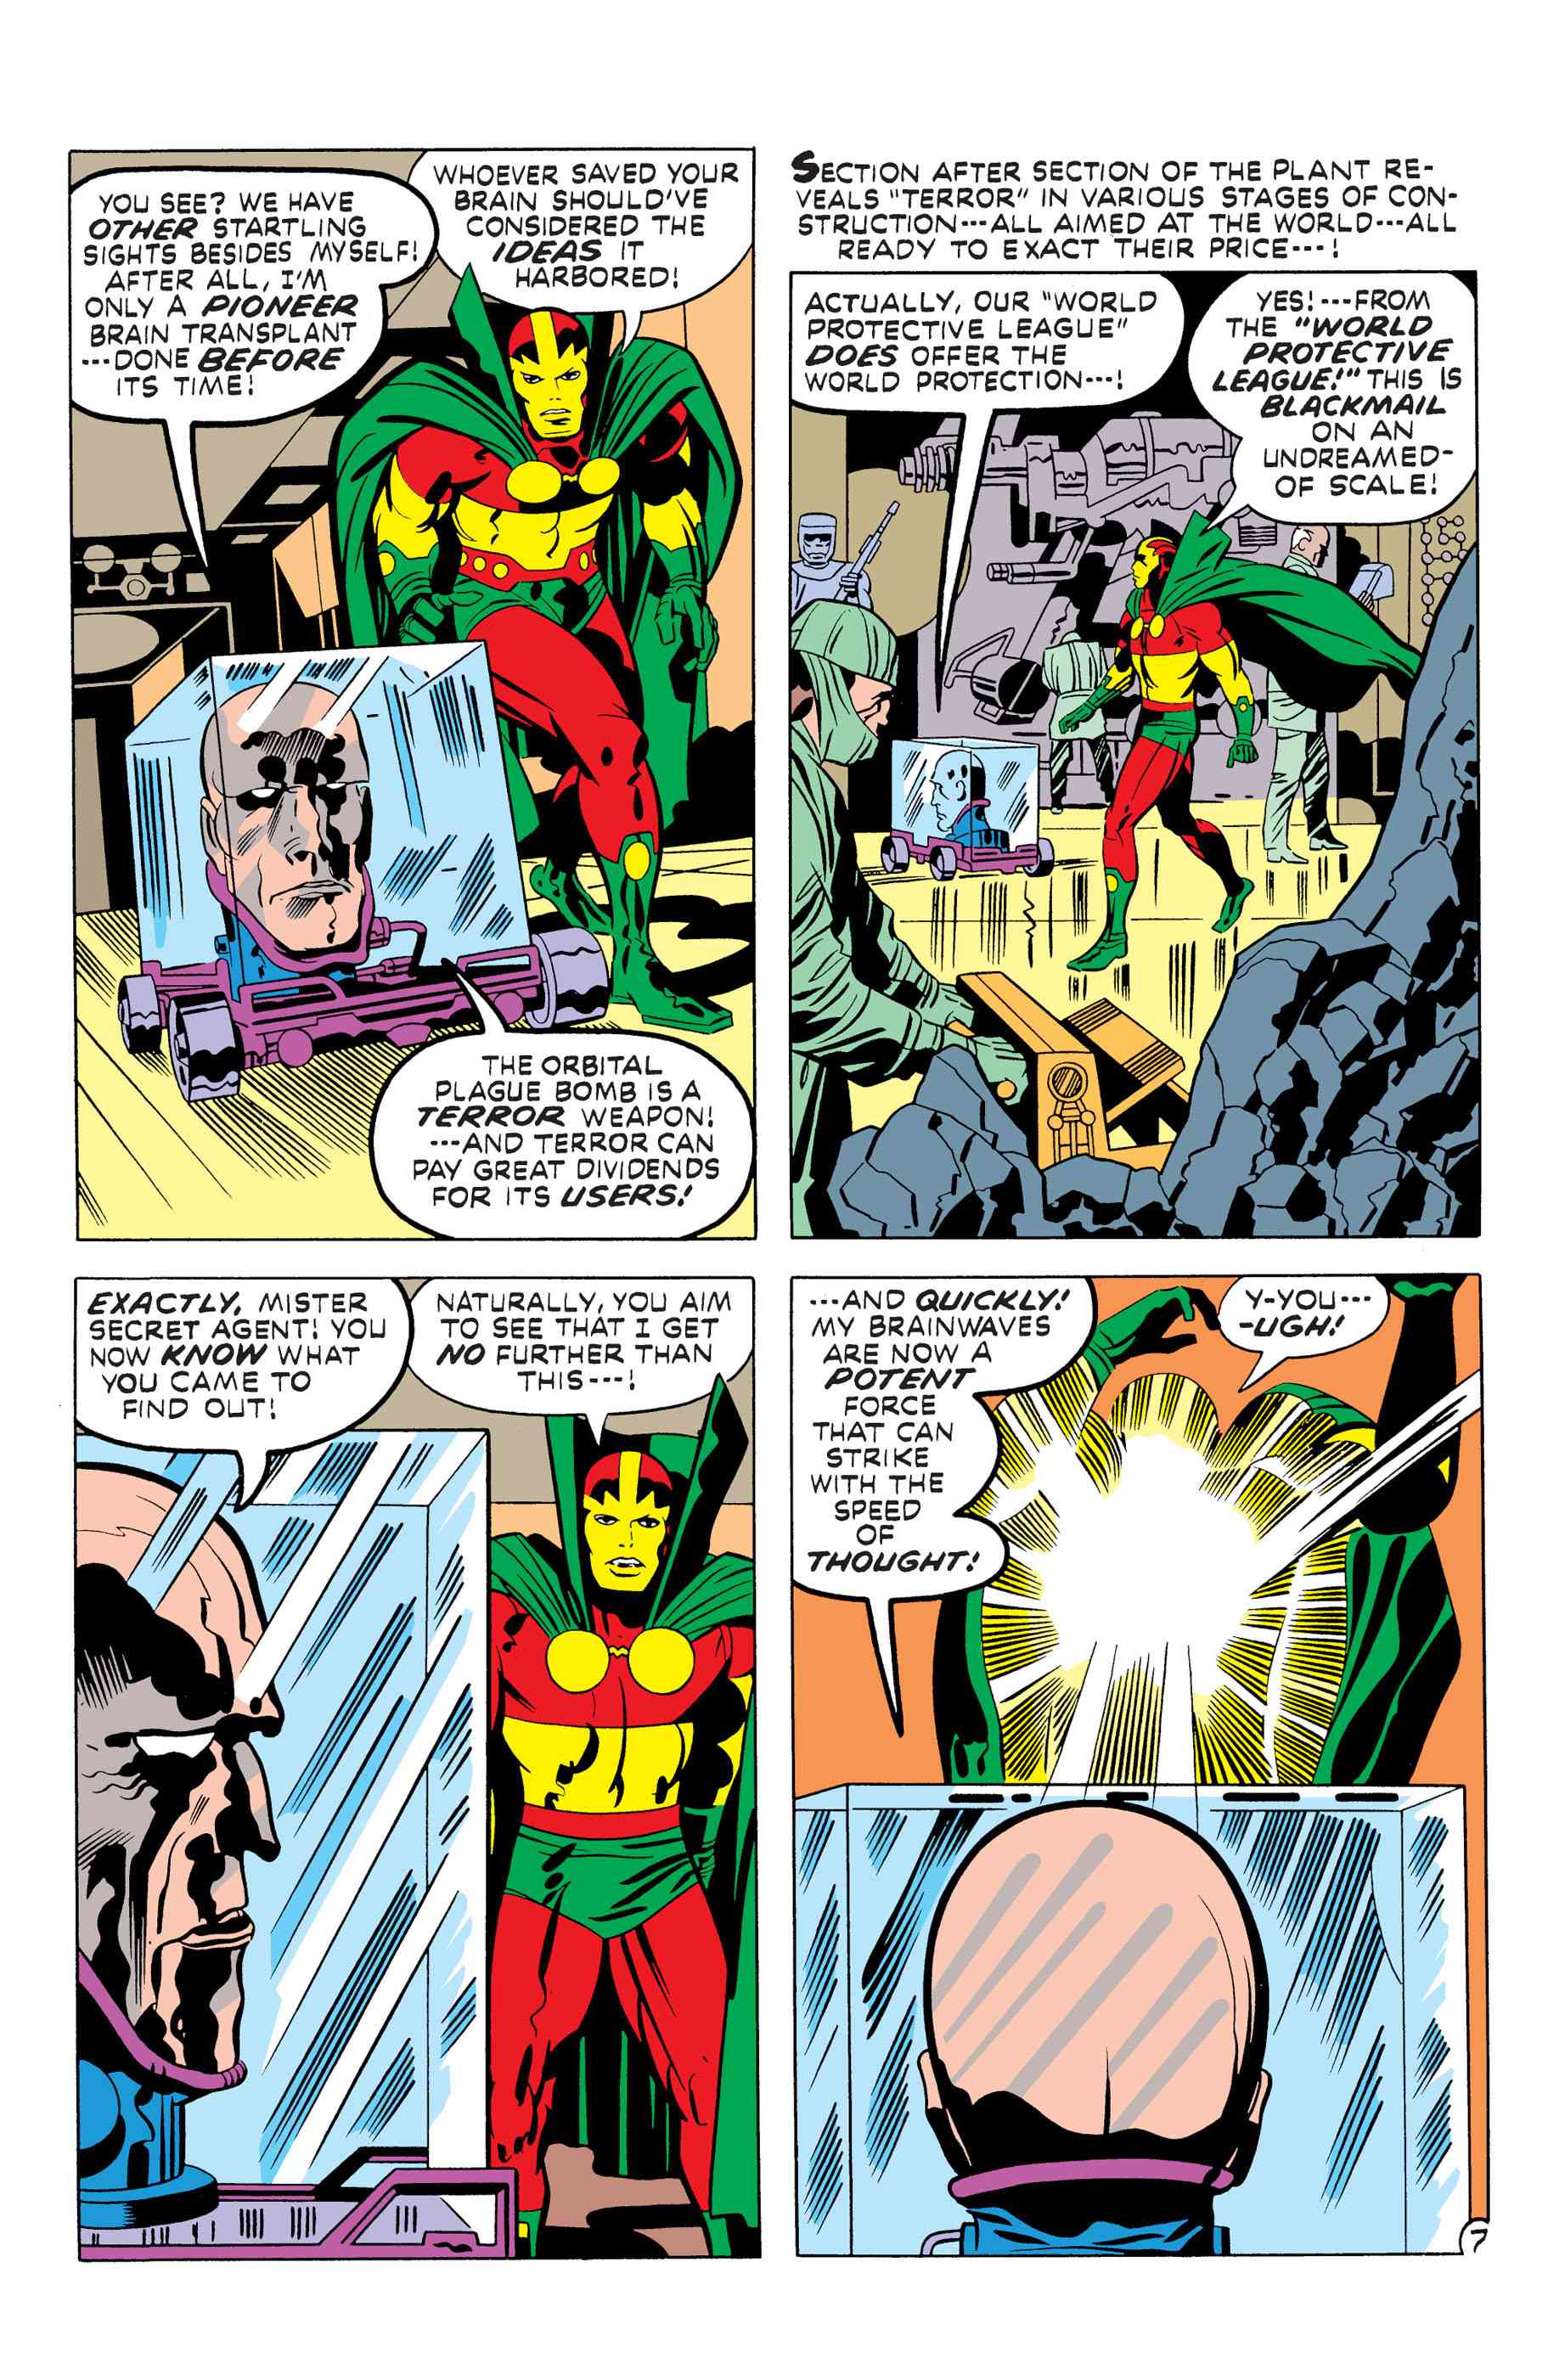 YOU SEE? WE HAVE
OTHER STARTLING
SIGHTS BESIDES MYSELF!
AFTER ALL, I'M
ONLY A PIONEER
BRAIN TRANSPLANT
---DONE BEFORE
ITS TIME!
WHOEVER SAVED YOUR
BRAIN SHOULD'VE
CONSIDERED THE
IDEAS IT
HARBORED!
THE ORBITAL
PLAGUE BOMB IS A
TERROR WEAPON!
---AND TERROR CAN
PAY GREAT DIVIDENDS
FOR ITS USERS!
SECTION AFTER SECTION OF THE PLANT RE-
VEALS "TERROR" IN VARIOUS STAGES OF CON-
STRUCTION---ALL AIMED AT THE WORLD---ALL
READY TO EXACT THEIR PRICE---!
ACTUALLY, OUR "WORLD
PROTECTIVE LEAGUE"
DOES OFFER THE
WORLD PROTECTION---!
YES!---FROM
THE "WORLD
PROTECTIVE
LEAGUE!" THIS IS
BLACKMAIL
ON AN
UNDREAMED-
OF SCALE!
EXACTLY, MISTER
SECRET AGENT! YOU
NOW KNOW WHAT
YOU CAME TO
FIND OUT!
NATURALLY, YOU AIM
TO SEE THAT I GET
NO FURTHER THAN
THIS---!
---AND QUICKLY!
MY BRAINWAVES
ARE NOW A
POTENT
FORCE
THAT CAN
STRIKE
WITH THE
SPEED
OF
THOUGHT!
Y-YOU---
-UGH!
7